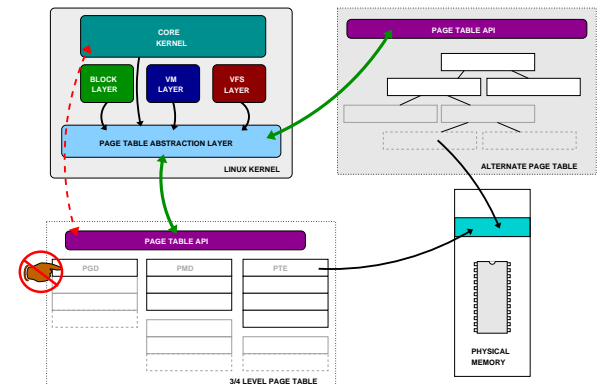 CORE
KERNEL
BLOCK
LAYER
VM
LAYER
VFS
LAYER
PAGE TABLE ABSTRACTION LAYER
LINUX KERNEL
PAGE TABLE API
ALTERNATE PAGE TABLE
PAGE TABLE API
PGD
PMD
PTE
3/4 LEVEL PAGE TABLE
PHYSICAL
MEMORY